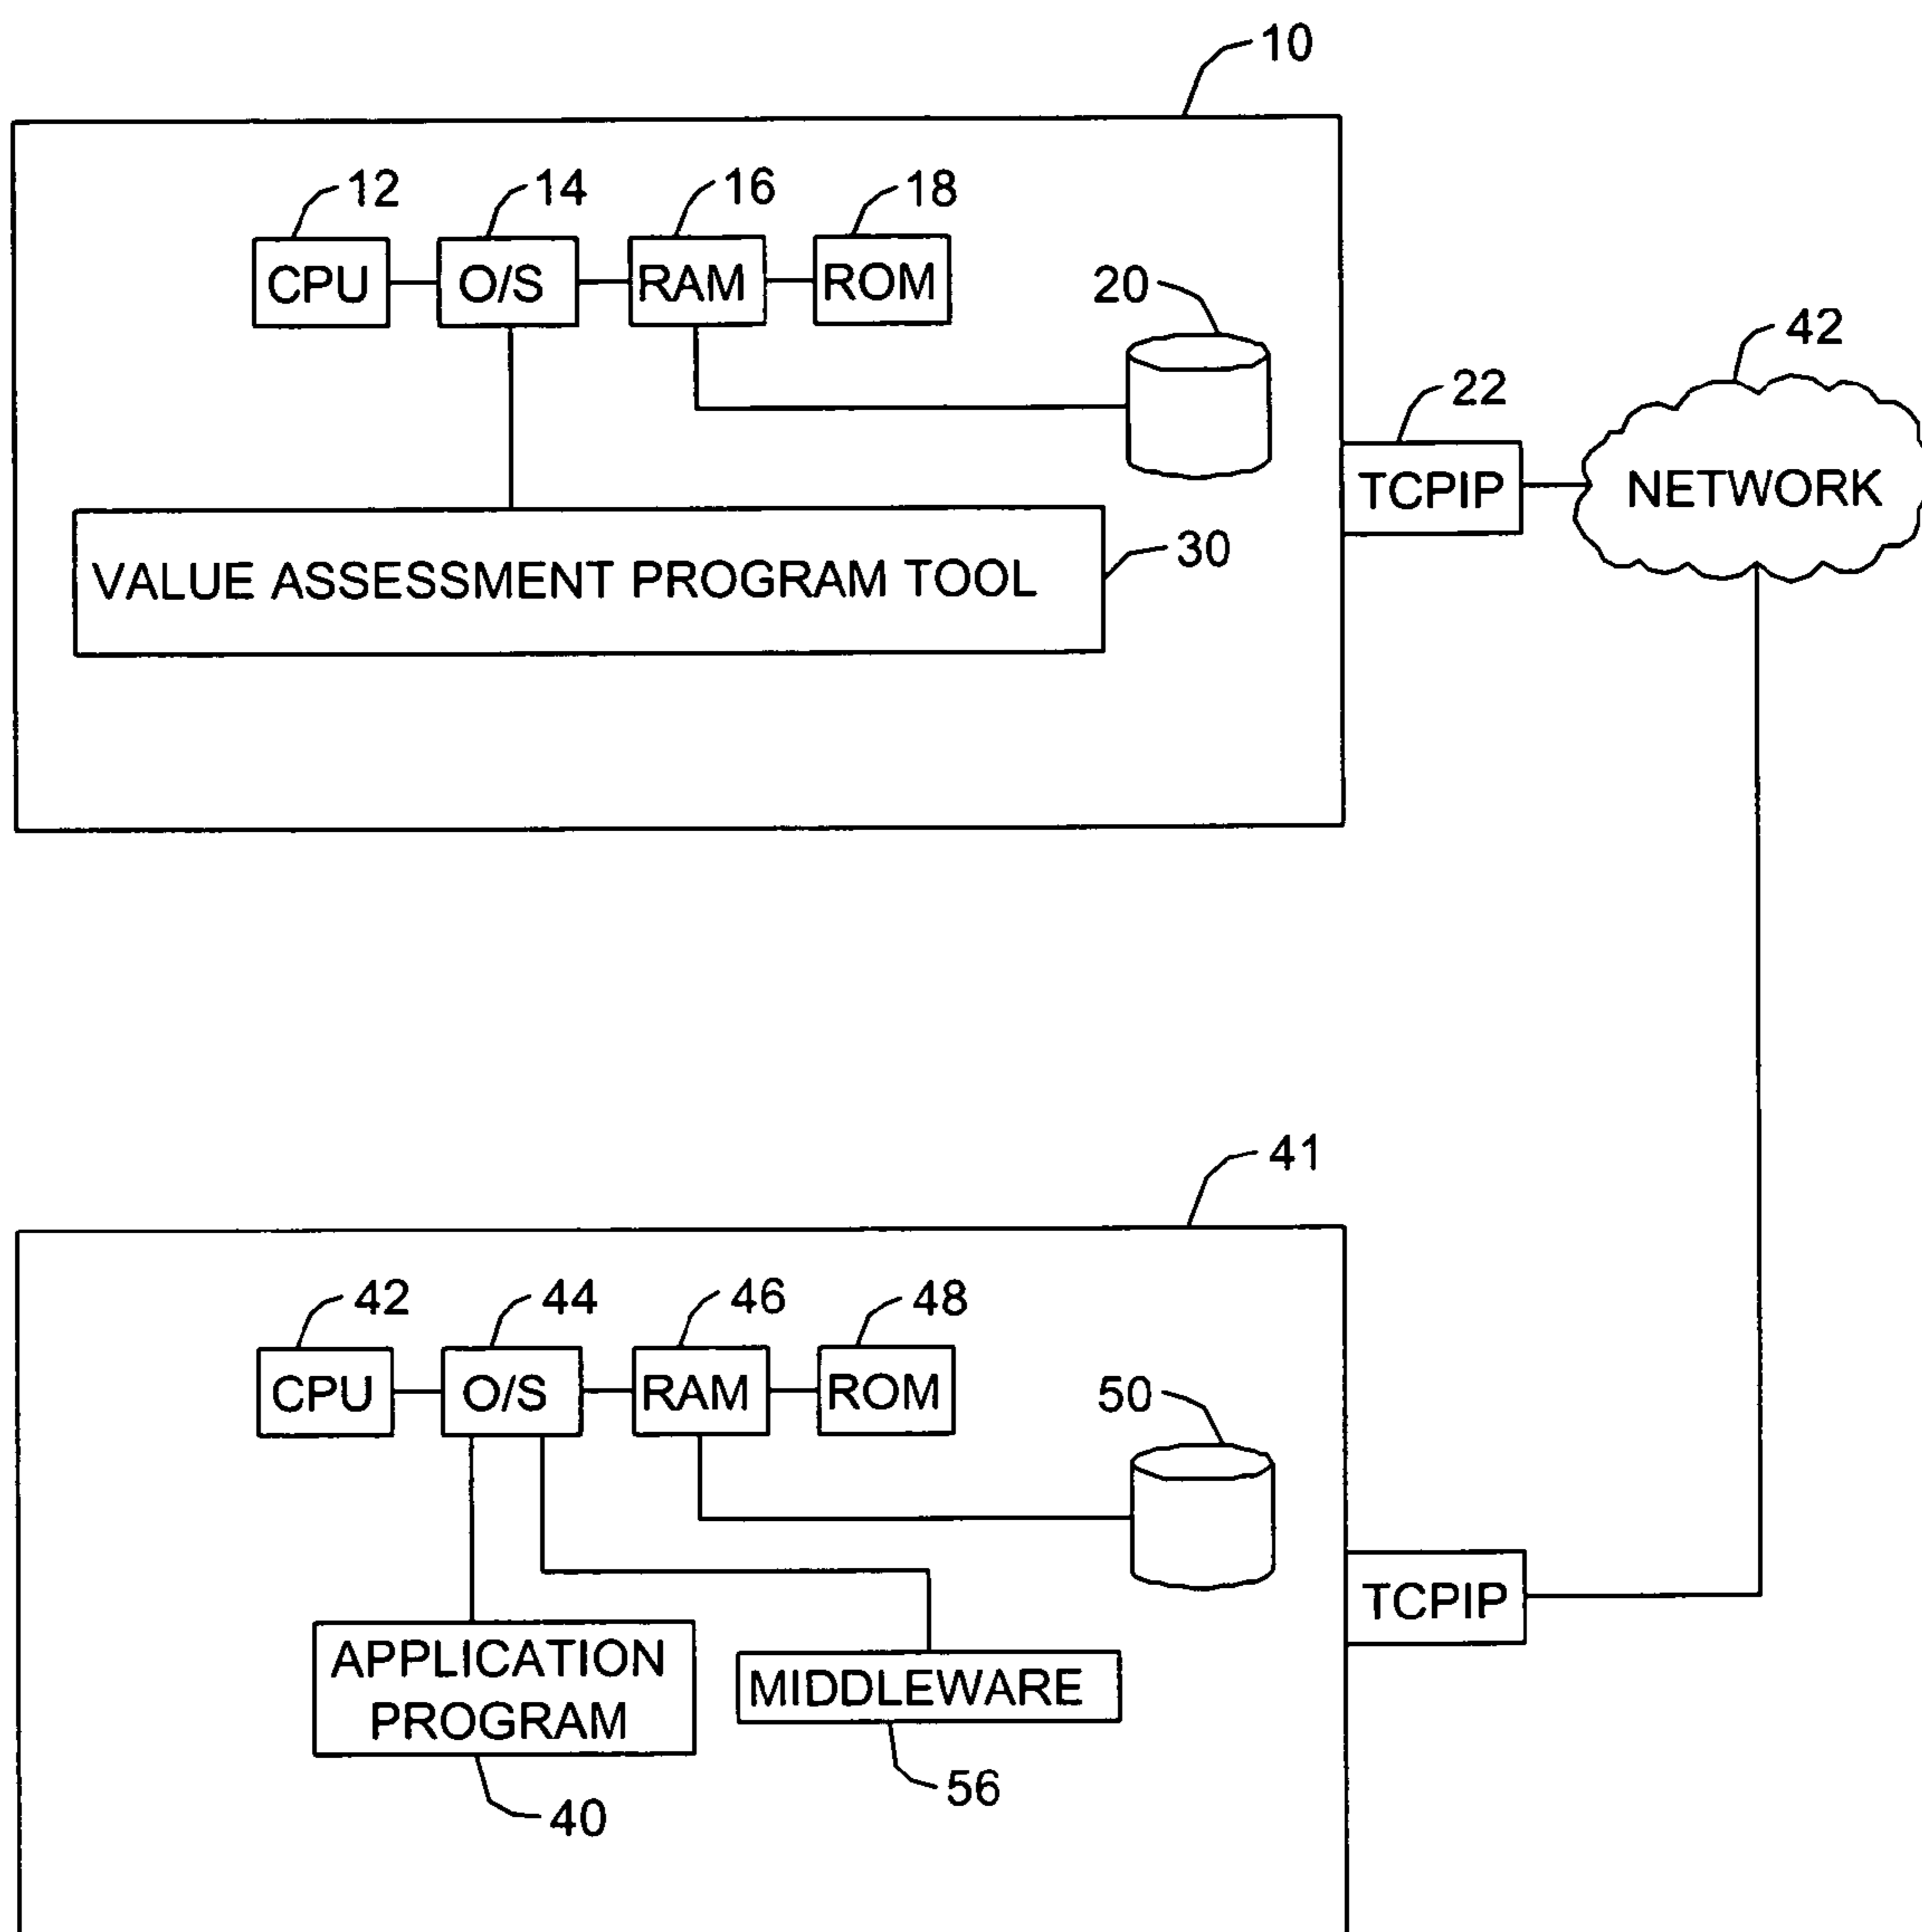 10
12
14
16
18
CPU
O/S
RAM
ROM
20
42
22
TCPIP
NETWORK
VALUE ASSESSMENT PROGRAM TOOL
30
41
42
44
46
48
CPU
O/S
RAM
ROM
50
TCPIP
APPLICATION
PROGRAM
MIDDLEWARE
56
40